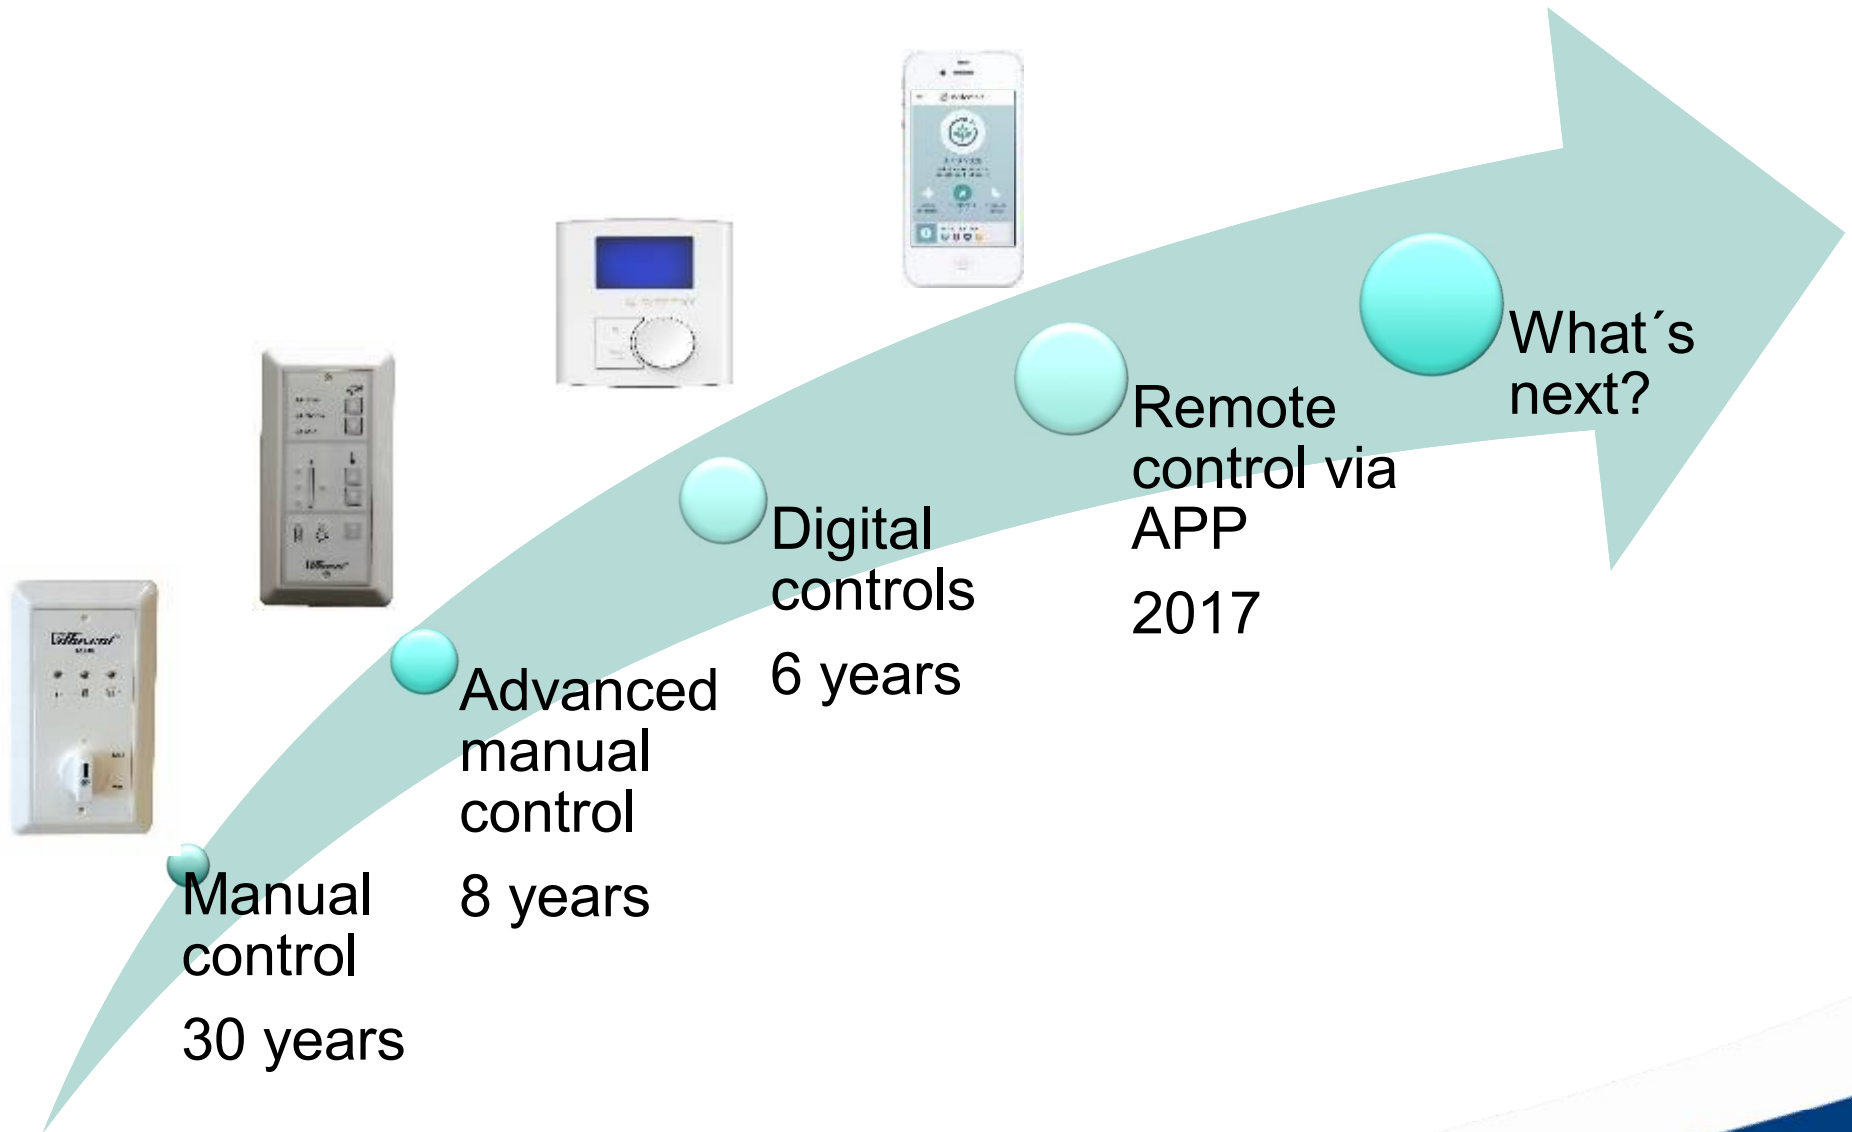 Manual
control
30 years
Advanced
manual
control
8 years
Digital
controls
6 years
Remote
control via
APP
2017
What´s
next?